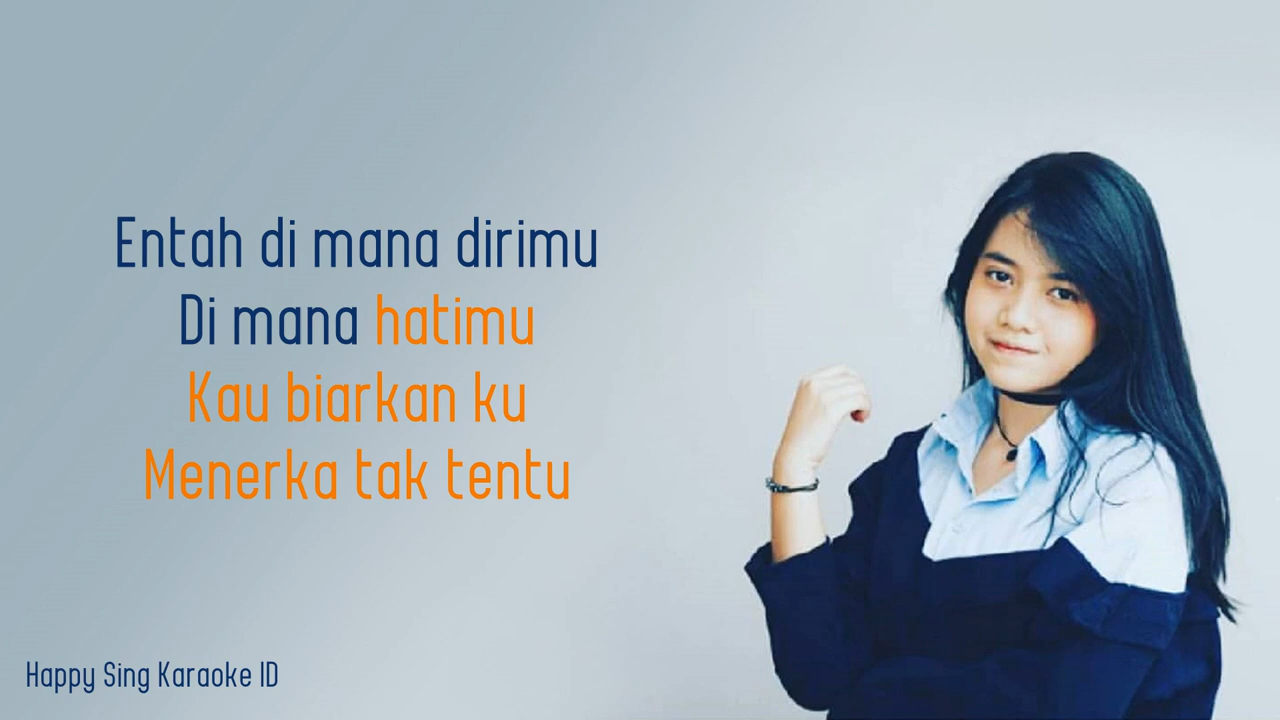 Entah di mana dirimu
Di mana hatimu
Kau biarkan ku
Menerka tak tentu
Happy Sing Karaoke ID